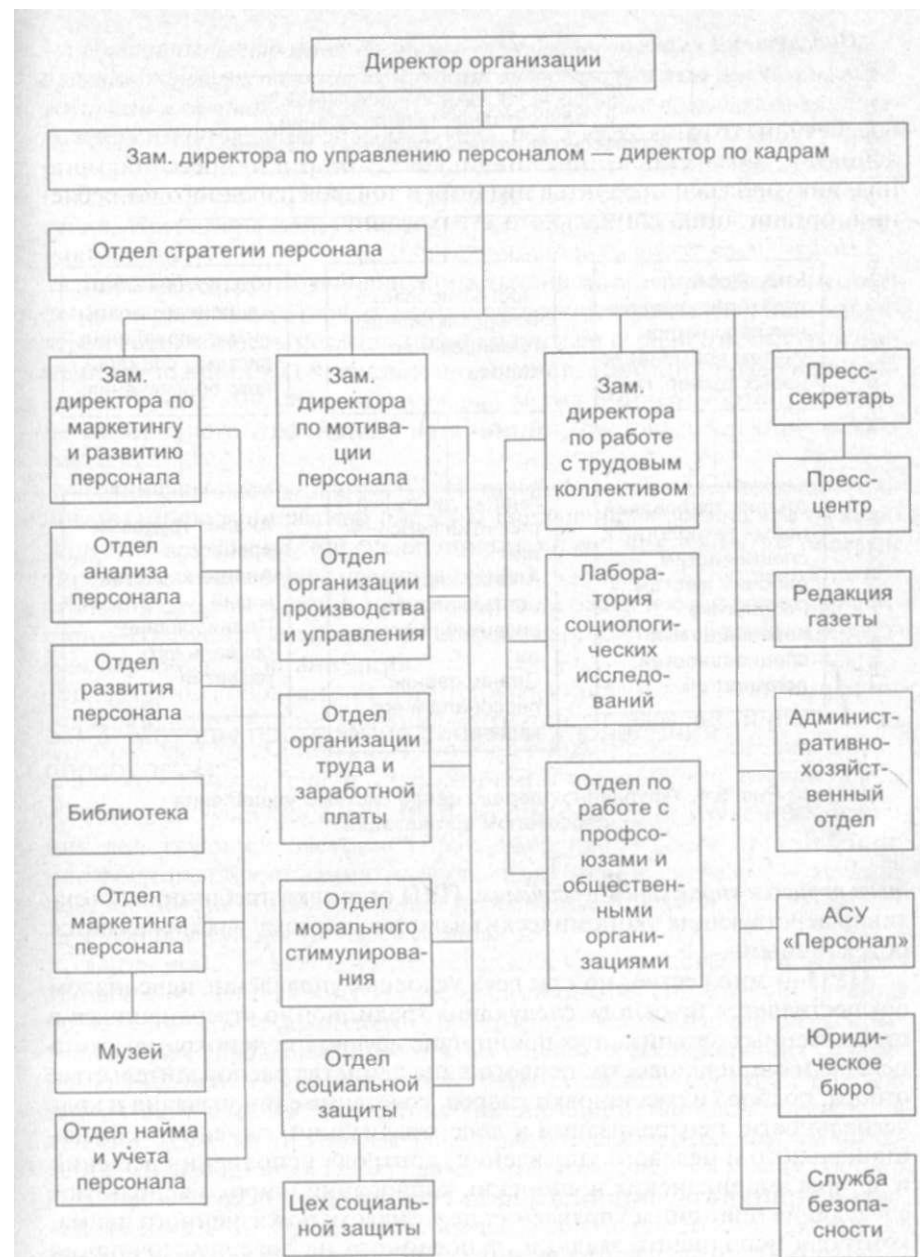 Директор организации
Зам. директора по управлению персоналом — директор по кадрам
Отдел стратегии персонала
Зам.
директора по
маркетингу
и развитию
персонала
Отдел
анализа
персонала
Отдел
развития
персонала
Библиотека
Отдел
маркетинга
персонала
Музей
Отдел найма
и учета
персонала
Зам.
директора
по мотива-
ции
персонала
Отдел
организации
производства
и управления
Отдел
организации
труда и
заработной
платы
Отдел
морального
стимулирова-
ния
Отдел
социальной
защиты
Цех социаль-
ной защиты
Зам.
директора
по работе
с трудовым
коллективом
Лабора-
тория
социологи-
ческих
исследо-
ваний
Отдел по
работе с
профсо-
юзами и
обществен-
ными
органи-
зациями
Пресс-
секретарь
Пресс-
центр
Редакция
газеты
Админист-
ративно-
хозяйст-
венный
отдел
АСУ
«Персонал»
Юриди-
ческое
бюро
Служба
безопа-
сности